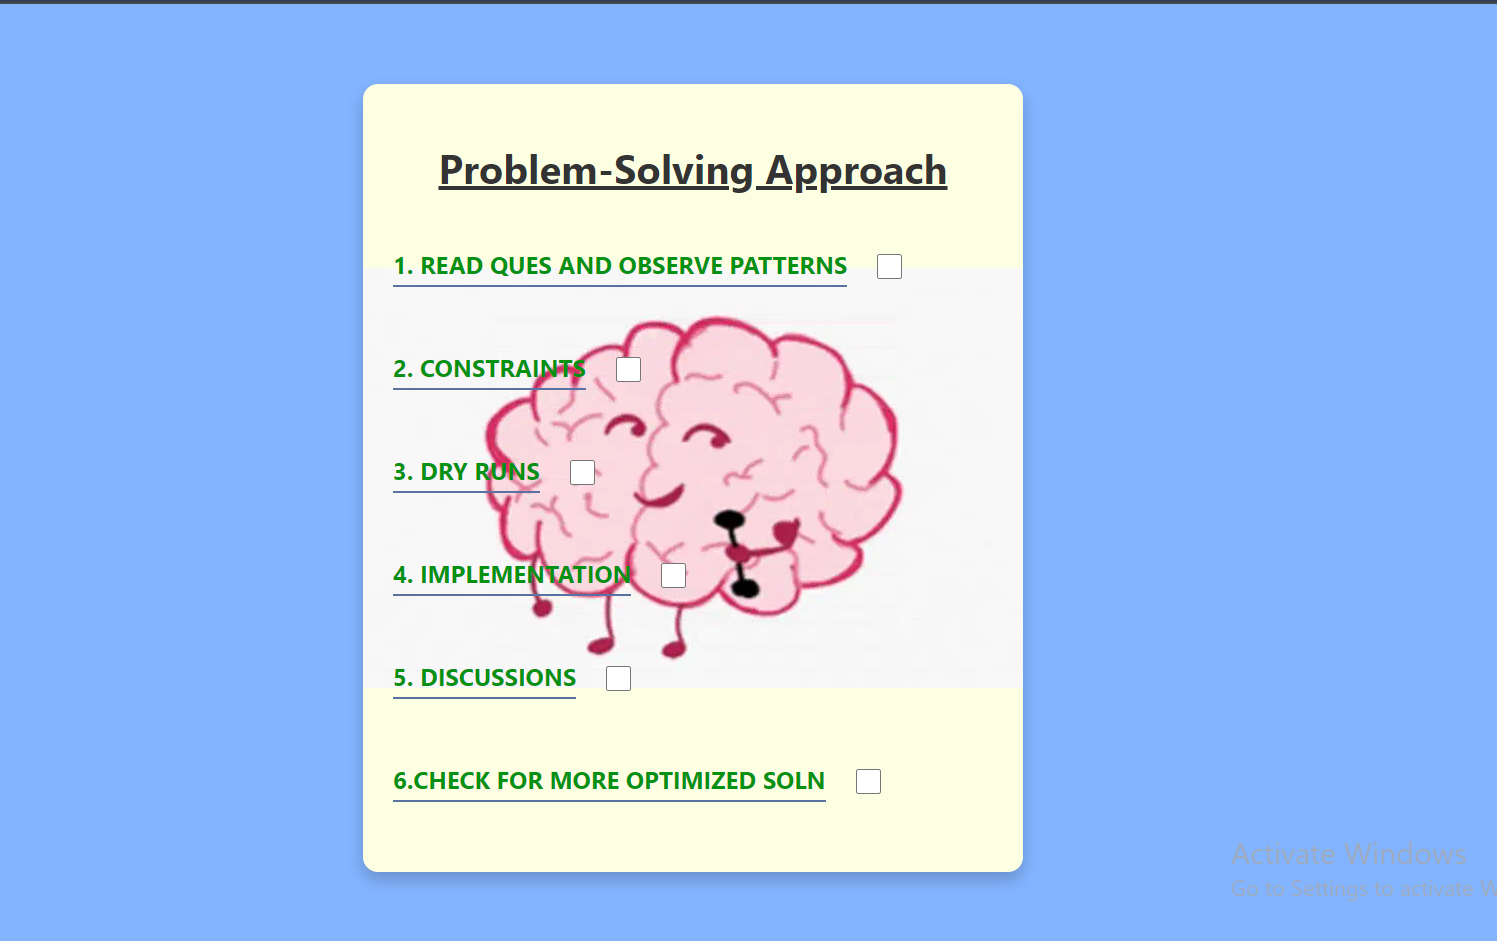 Problem-Solving Approach
1. READ QUES AND OBSERVE PATTERNS
2. CONSTRAINTS
3. DRY RUNS
4. IMPLEMENTATION
5. DISCUSSIONS
6.CHECK FOR MORE OPTIMIZED SOLN
Activate Windows
Go to Settings to activate W